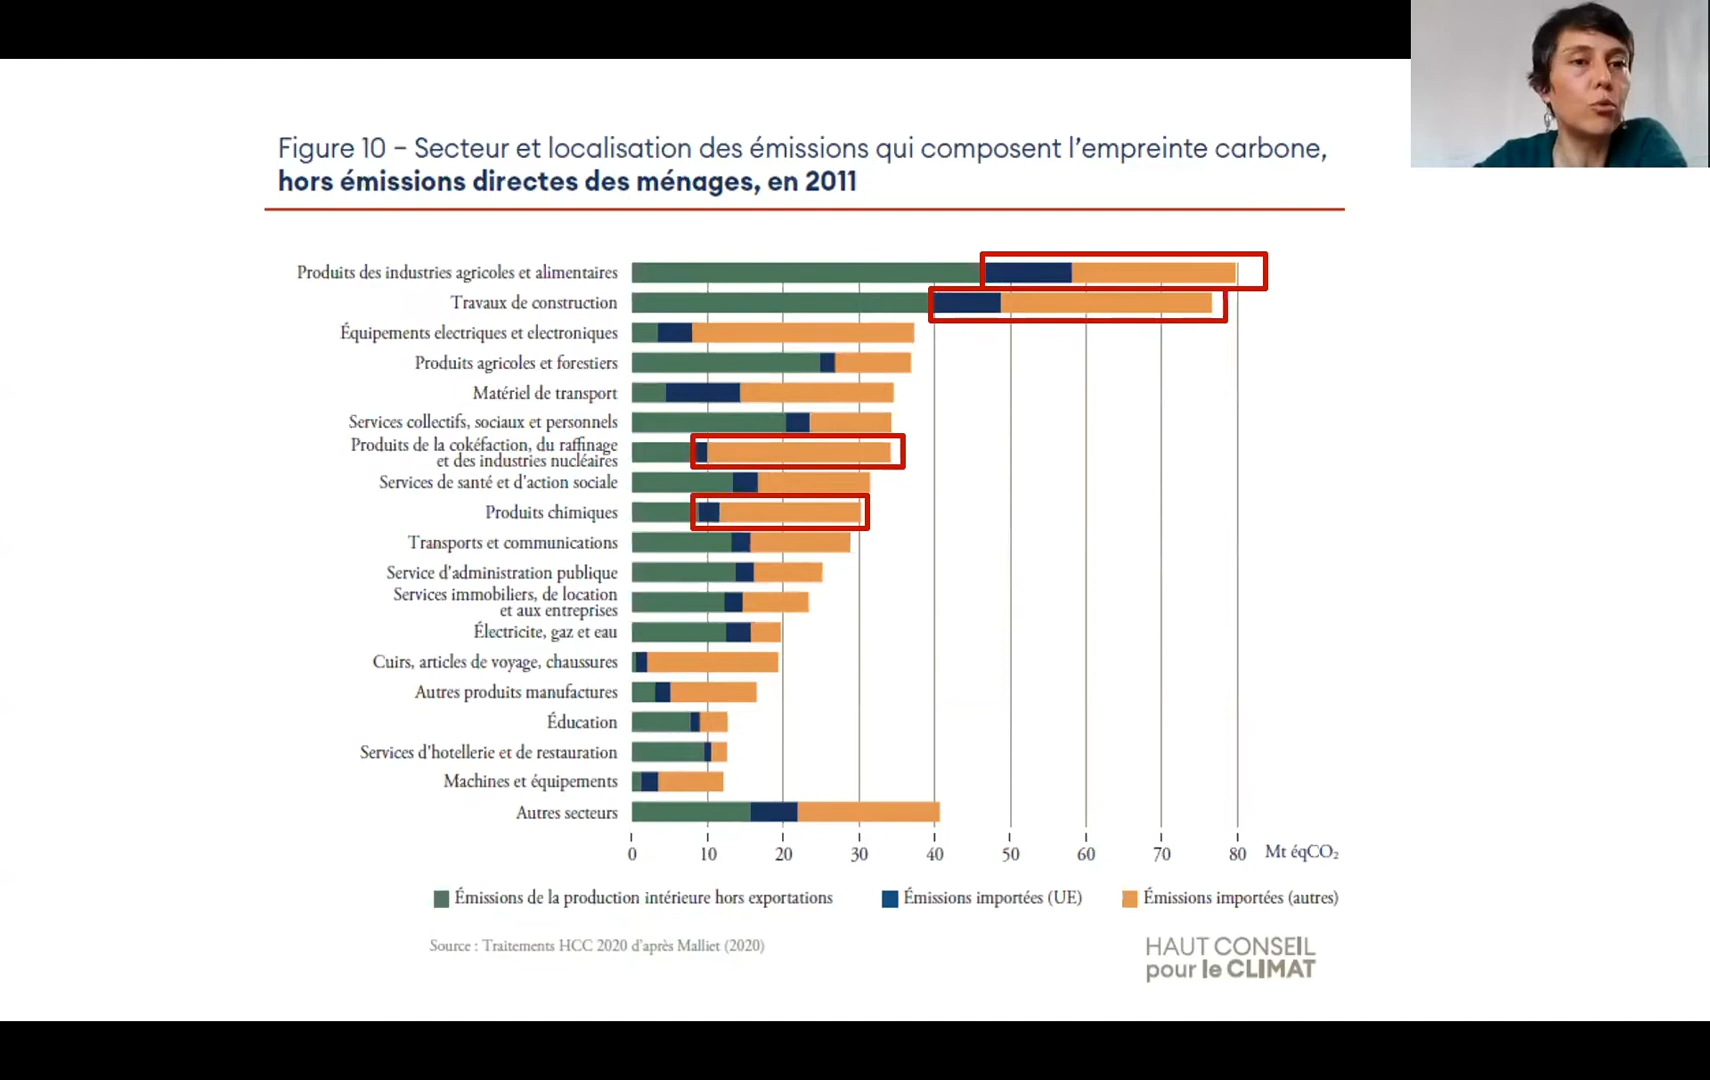 Figure 10 – Secteur et localisation des émissions qui composent l'empreinte carbone,
hors émissions directes des ménages, en 2011
Produits des industries agricoles et alimentaires
Travaux de construction
Équipements electriques et electroniques
Produits agricoles et forestiers
Matériel de transport
Services collectifs, sociaux et personnels
Produits de la cokéfaction, du raffinage
et des industries nucléaires
Services de santé et d'action sociale
Produits chimiques
Transports et communications
Service d'administration publique
Services immobiliers, de location
et aux entreprises
Électricite, gaz et eau
Cuirs, articles de voyage, chaussures
Autres produits manufactures
Éducation
Services d'hotellerie et de restauration
Machines et équipements
Autres secteurs
0 10 20 30 40 50 60 70 80 Mt éqCO₂
Émissions de la production intérieure hors exportations Émissions importées (UE) Émissions importées (autres)
Source : Traitements HCC 2020 d'après Malliet (2020)
HAUT CONSEIL
pour le CLIMAT